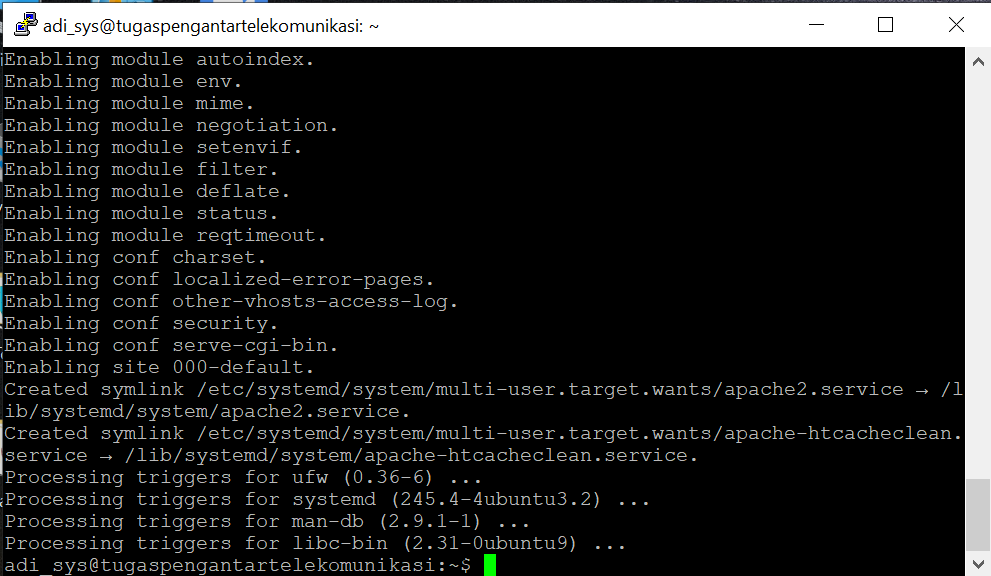 adi_sys@tugaspengantartelekomunikasi: ~
Enabling module autoindex.
Enabling module env.
Enabling module mime.
Enabling module negotiation.
Enabling module setenvif.
Enabling module filter.
Enabling module deflate.
Enabling module status.
Enabling module reqtimeout.
Enabling conf charset.
Enabling conf localized-error-pages.
Enabling conf other-vhosts-access-log.
Enabling conf security.
Enabling conf serve-cgi-bin.
Enabling site 000-default.
Created symlink /etc/systemd/system/multi-user.target.wants/apache2.service → /l
ib/systemd/system/apache2.service.
Created symlink /etc/systemd/system/multi-user.target.wants/apache-htcacheclean.
service → /lib/systemd/system/apache-htcacheclean.service.
Processing triggers for ufw (0.36-6) ...
Processing triggers for systemd (245.4-4ubuntu3.2) ...
Processing triggers for man-db (2.9.1-1) ...
Processing triggers for libc-bin (2.31-0ubuntu9) ...
adi_sys@tugaspengantartelekomunikasi:~$